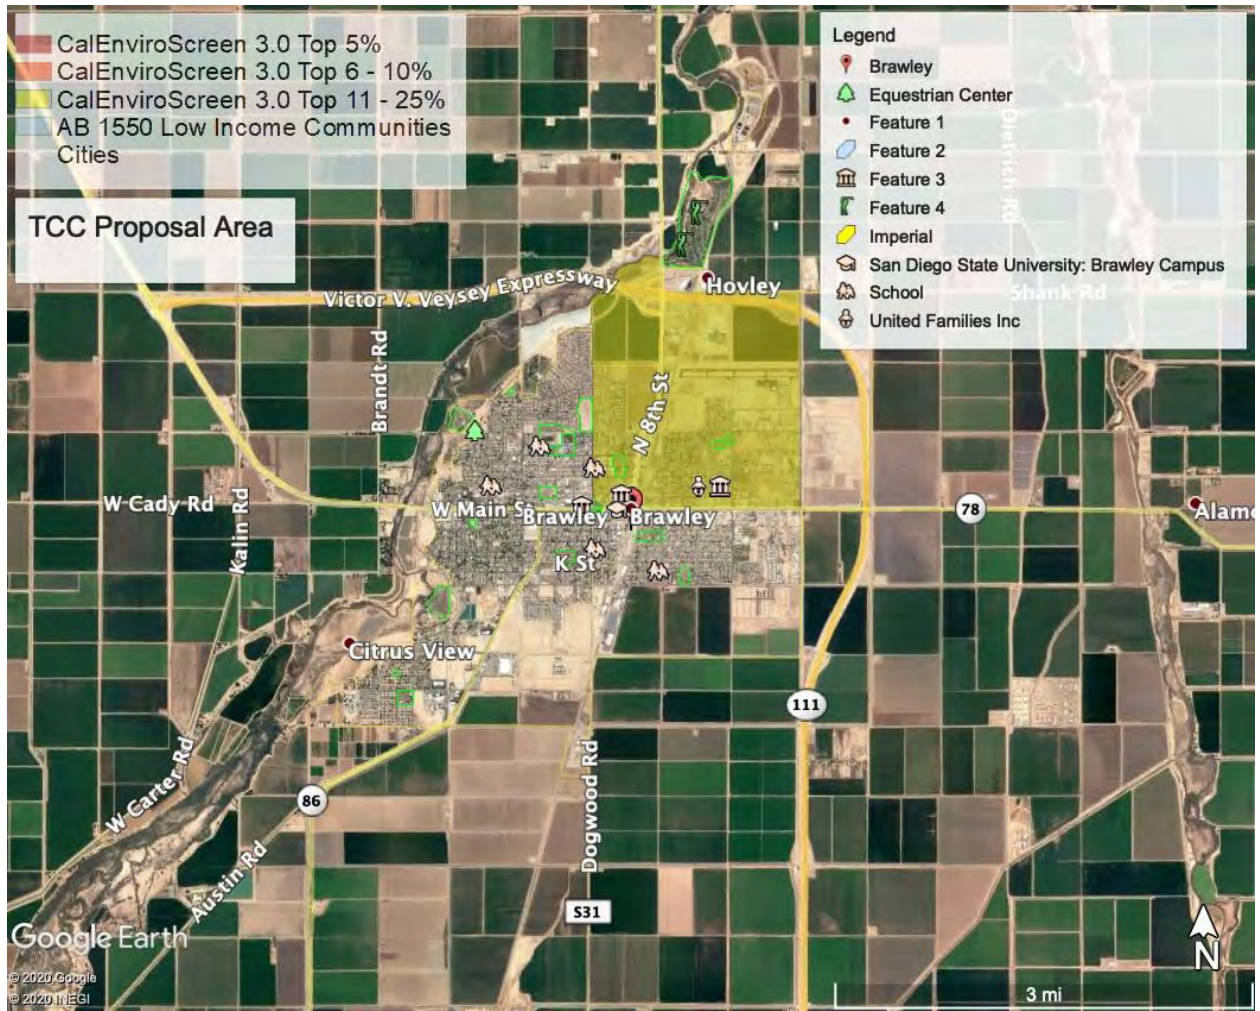 CalEnviroScreen 3.0 Top 5%
CalEnviroScreen 3.0 Top 6 - 10%
CalEnviroScreen 3.0 Top 11 - 25%
AB 1550 Low Income Communities
Cities
TCC Proposal Area
Legend
Brawley
Equestrian Center
Feature 1
Feature 2
Feature 3
Feature 4
Imperial
San Diego State University: Brawley Campus
School
United Families Inc
Dietrich Rd
Shank Rd
Victor V. Veysey Expressway
Hovley
Brandt Rd
N 8th St
W Cady Rd
Kalin Rd
W Main St
Brawley
Brawley
78
Alamo
K St
Citrus View
111
W Carter Rd
86
Austin Rd
Dogwood Rd
S31
Google Earth
© 2020 Google
© 2020 INEGI
N
3 mi